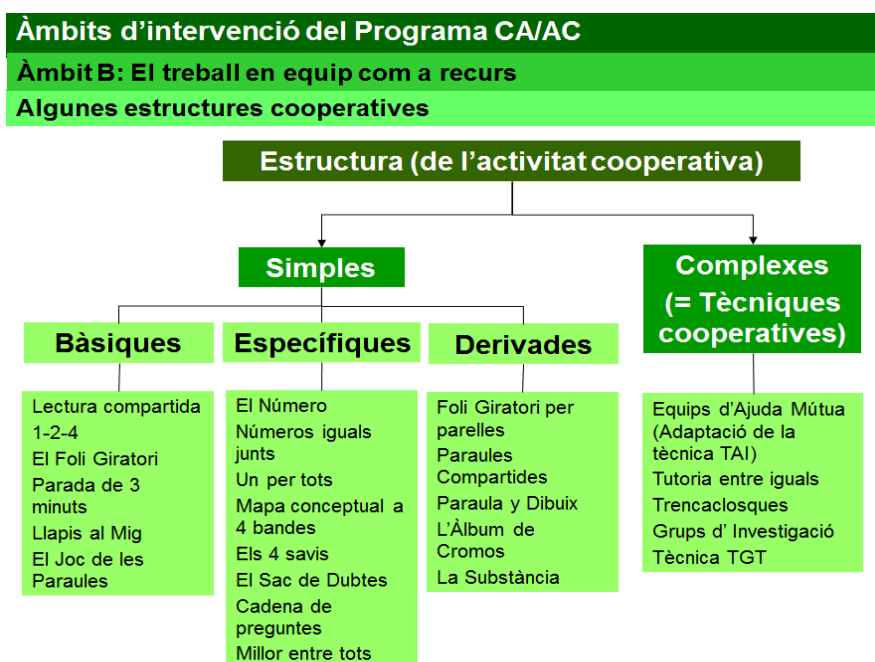 Àmbits d’intervenció del Programa CA/AC
Àmbit B: El treball en equip com a recurs
Algunes estructures cooperatives
Estructura (de l’activitat cooperativa)
Simples
Complexes
(= Tècniques
cooperatives)
Bàsiques
Específiques
Derivades
Lectura compartida
1-2-4
El Foli Giratori
Parada de 3
minuts
Llapis al Mig
El Joc de les
Paraules
El Número
Números iguals
junts
Un per tots
Mapa conceptual a
4 bandes
Els 4 savis
El Sac de Dubtes
Cadena de
preguntes
Millor entre tots
Foli Giratori per
parelles
Paraules
Compartides
Paraula y Dibuix
L’Àlbum de
Cromos
La Substància
Equips d’Ajuda Mútua
(Adaptació de la
tècnica TAI)
Tutoria entre iguals
Trencaclosques
Grups d’ Investigació
Tècnica TGT